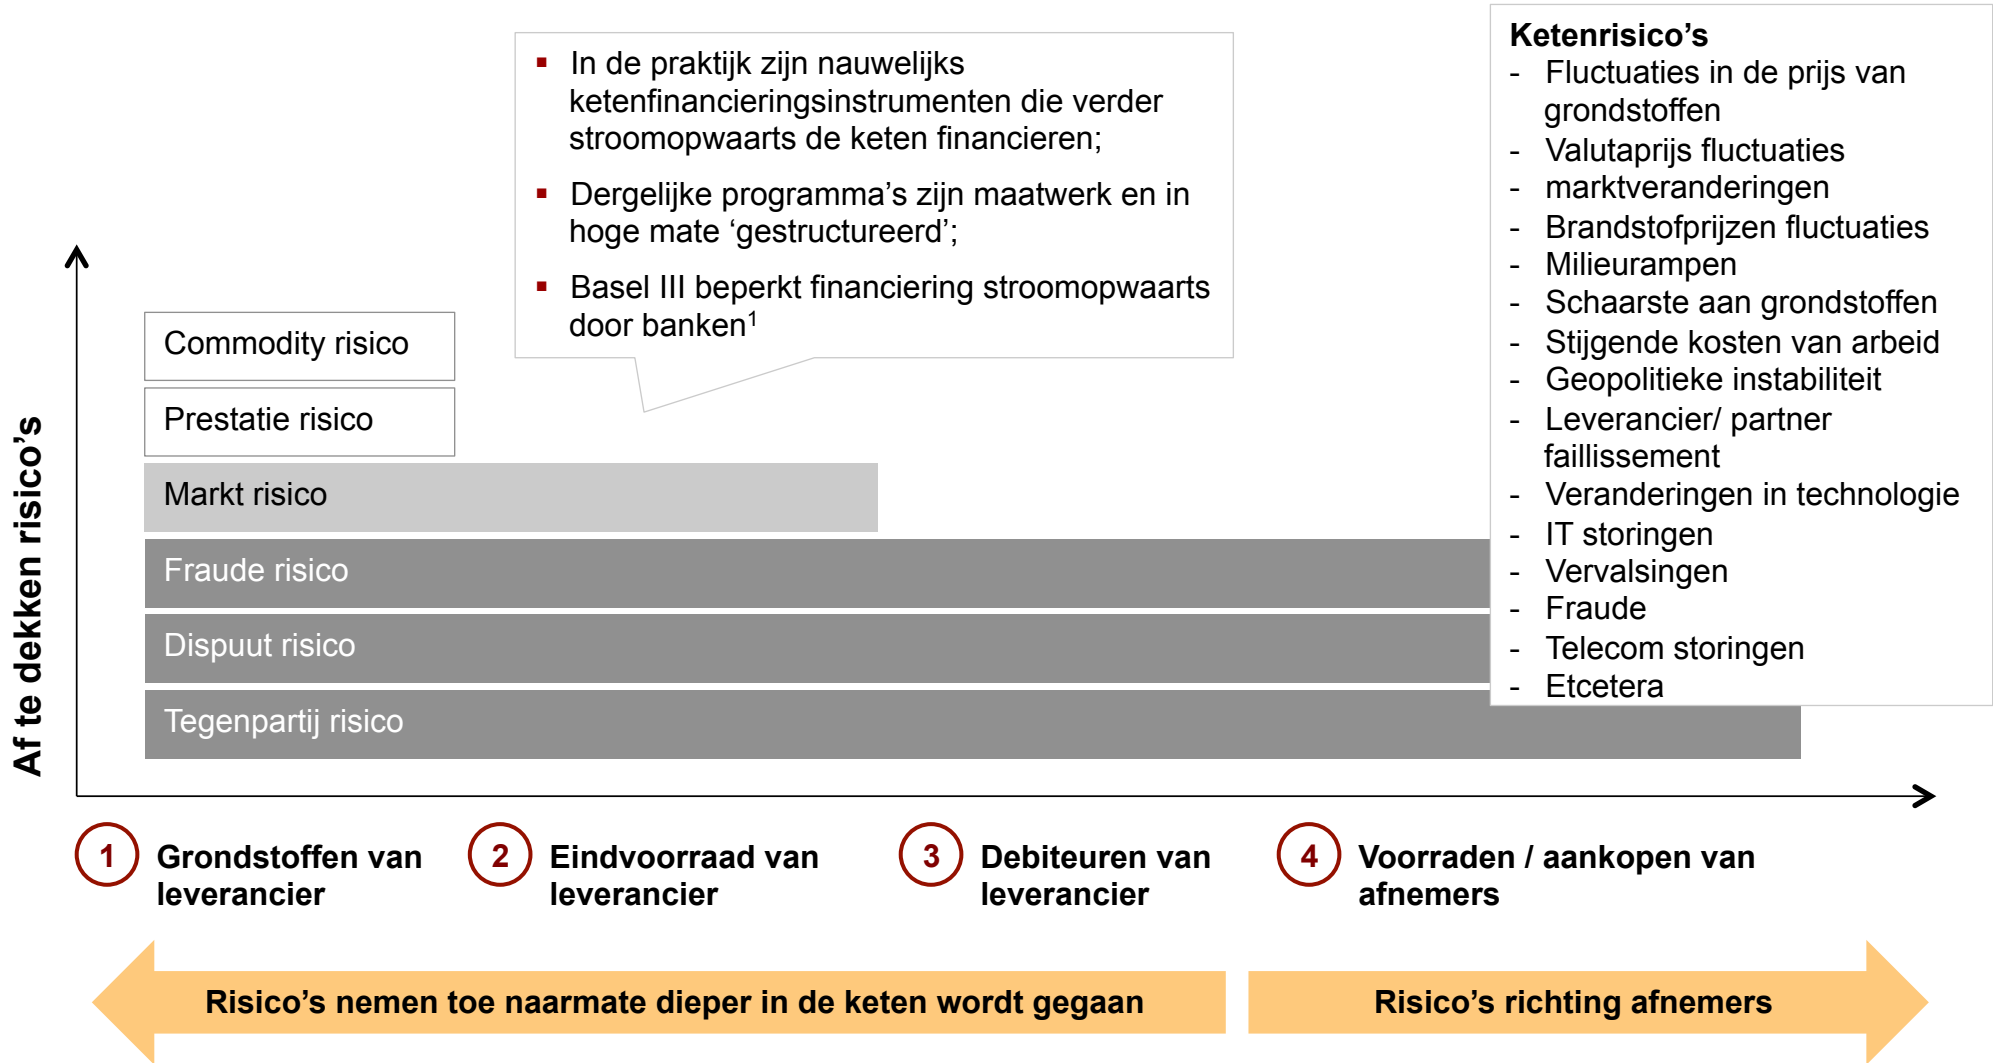 ▪ In de praktijk zijn nauwelijks
ketenfinancieringsinstrumenten die verder
stroomopwaarts de keten financieren;
▪ Dergelijke programma’s zijn maatwerk en in
hoge mate ‘gestructureerd’;
▪ Basel III beperkt financiering stroomopwaarts
door banken¹
Ketenrisico’s
- Fluctuaties in de prijs van
grondstoffen
- Valutaprijs fluctuaties
- marktveranderingen
- Brandstofprijzen fluctuaties
- Milieurampen
- Schaarste aan grondstoffen
- Stijgende kosten van arbeid
- Geopolitieke instabiliteit
- Leverancier/ partner
faillissement
- Veranderingen in technologie
- IT storingen
- Vervalsingen
- Fraude
- Telecom storingen
- Etcetera
Af te dekken risico’s
Commodity risico
Prestatie risico
Markt risico
Fraude risico
Dispuut risico
Tegenpartij risico
1 Grondstoffen van
leverancier
2 Eindvoorraad van
leverancier
3 Debiteuren van
leverancier
4 Voorraden / aankopen van
afnemers
Risico’s nemen toe naarmate dieper in de keten wordt gegaan
Risico’s richting afnemers